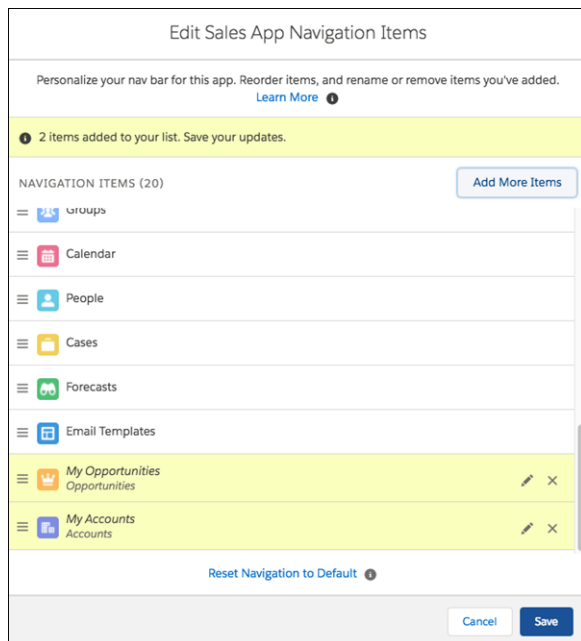 Edit Sales App Navigation Items
Personalize your nav bar for this app. Reorder items, and rename or remove items you've added.
Learn More
2 items added to your list. Save your updates.
NAVIGATION ITEMS (20)
Add More Items
Groups
Calendar
People
Cases
Forecasts
Email Templates
My Opportunities
Opportunities
My Accounts
Accounts
Reset Navigation to Default
Cancel
Save